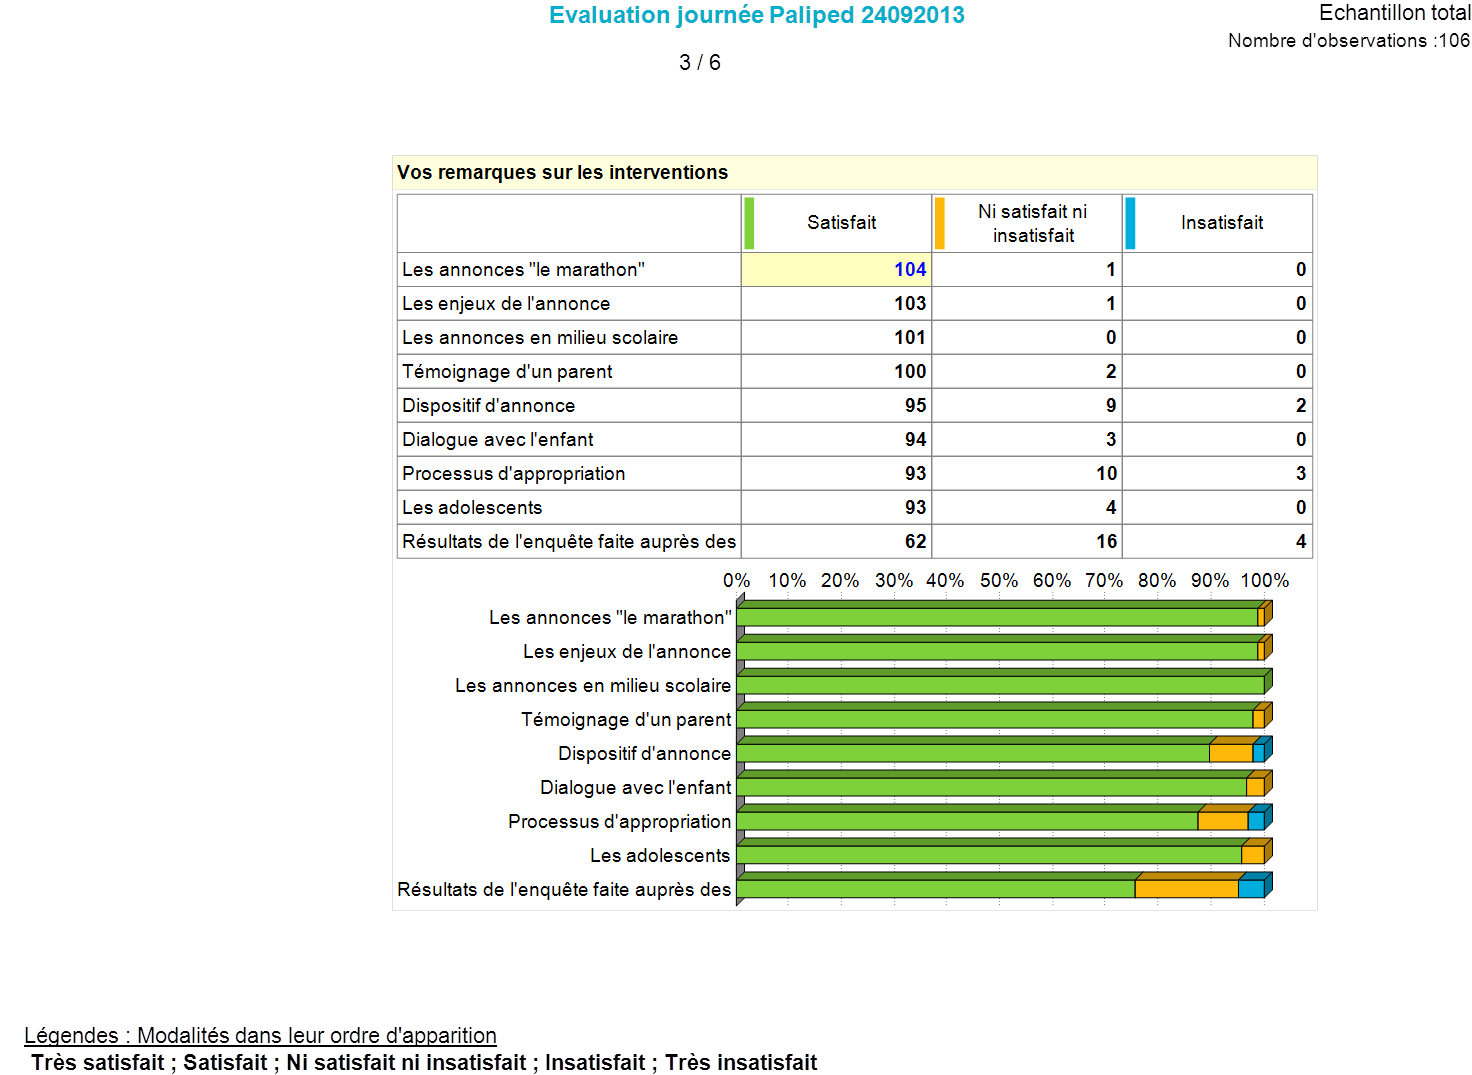 Evaluation journée Paliped 24092013
Echantillon total
Nombre d'observations :106
3 / 6
Vos remarques sur les interventions
Satisfait
Ni satisfait ni
insatisfait
Insatisfait
Les annonces "le marathon" 104 1 0
Les enjeux de l'annonce 103 1 0
Les annonces en milieu scolaire 101 0 0
Témoignage d'un parent 100 2 0
Dispositif d'annonce 95 9 2
Dialogue avec l'enfant 94 3 0
Processus d'appropriation 93 10 3
Les adolescents 93 4 0
Résultats de l'enquête faite auprès des 62 16 4
0% 10% 20% 30% 40% 50% 60% 70% 80% 90% 100%
Les annonces "le marathon"
Les enjeux de l'annonce
Les annonces en milieu scolaire
Témoignage d'un parent
Dispositif d'annonce
Dialogue avec l'enfant
Processus d'appropriation
Les adolescents
Résultats de l'enquête faite auprès des
Légendes : Modalités dans leur ordre d'apparition
Très satisfait ; Satisfait ; Ni satisfait ni insatisfait ; Insatisfait ; Très insatisfait